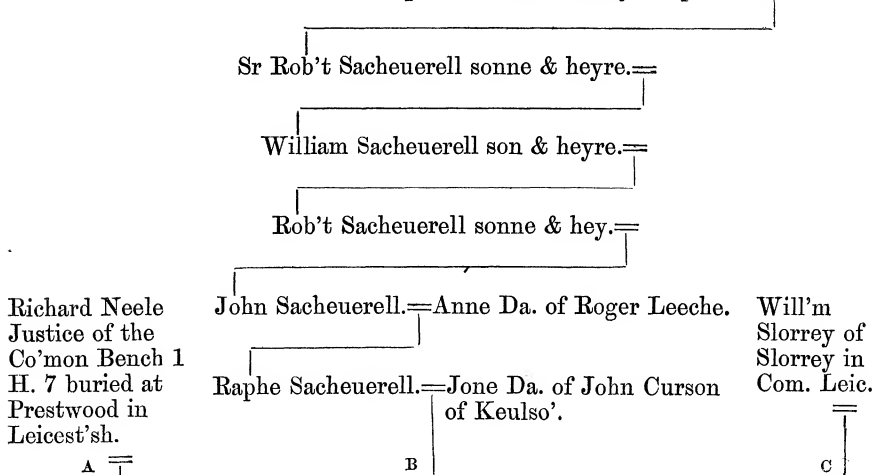 Sr Rob't Sacheuerell sonne & heyre.
William Sacheuerell son & heyre.
Rob't Sacheuerell sonne & hey.
Richard Neele
Justice of the
Co'mon Bench 1
H. 7 buried at
Prestwood in
Leicest'sh.
A
John Sacheuerell.=Anne Da. of Roger Leeche.
Raphe Sacheuerell.=Jone Da. of John Curson
of Keulso'.
B
Will'm
Slorrey of
Slorrey in
Com. Leic.
C